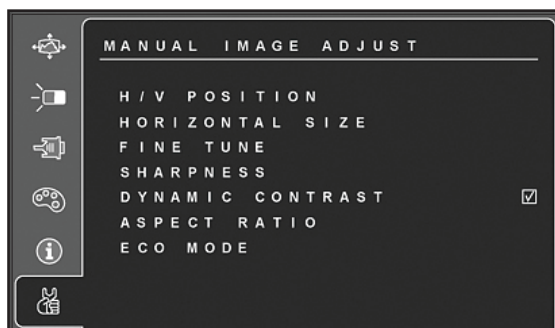 MANUAL IMAGE ADJUST
H/V POSITION
HORIZONTAL SIZE
FINE TUNE
SHARPNESS
DYNAMIC CONTRAST
ASPECT RATIO
ECO MODE